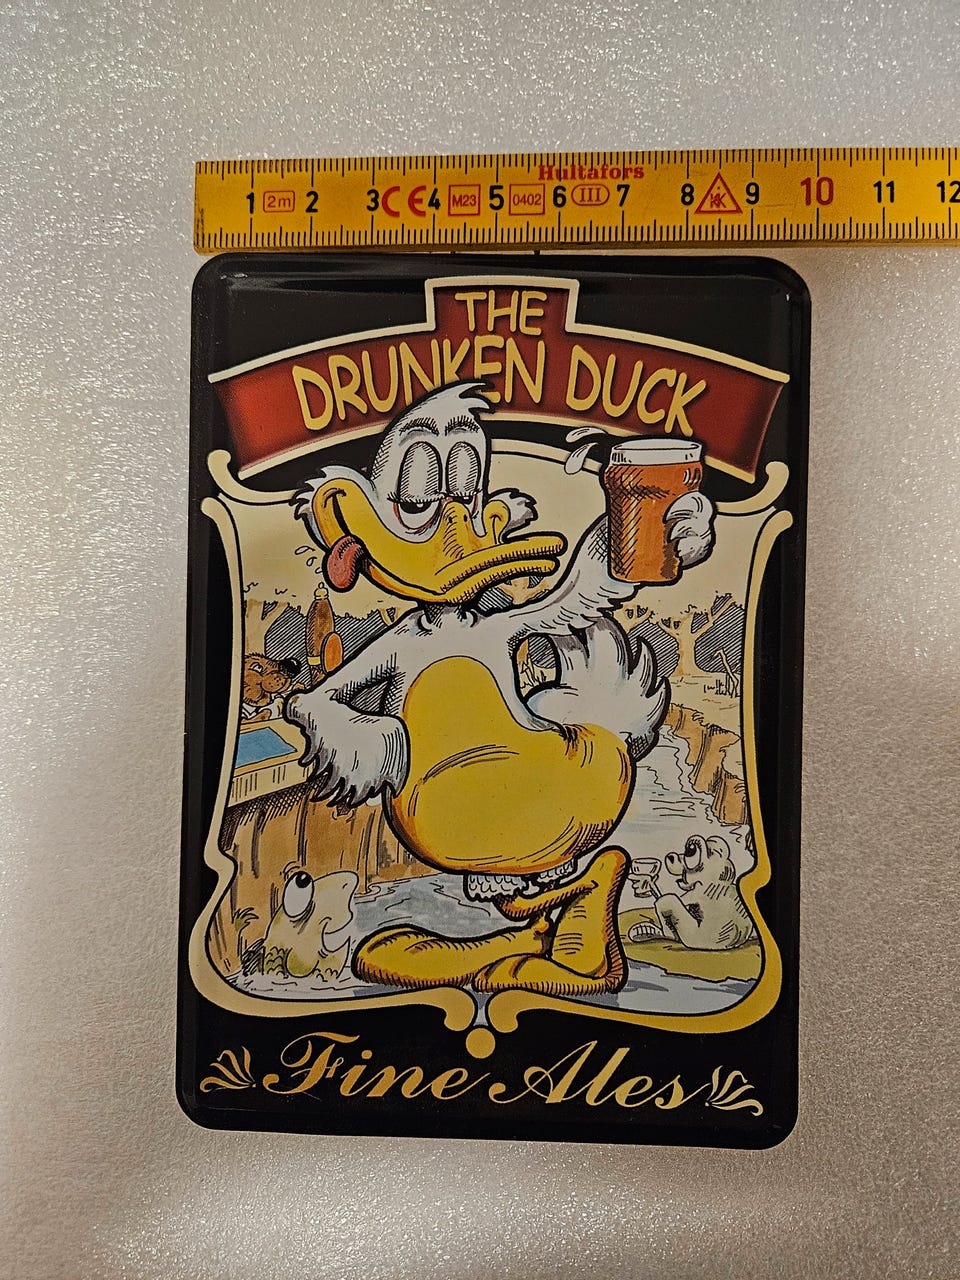 Hultafors
1 2m 2 3 CE 4 M23 5 0402 6 III 7 8 KK 9 10 11 12
THE
DRUNKEN DUCK
Fine Ales